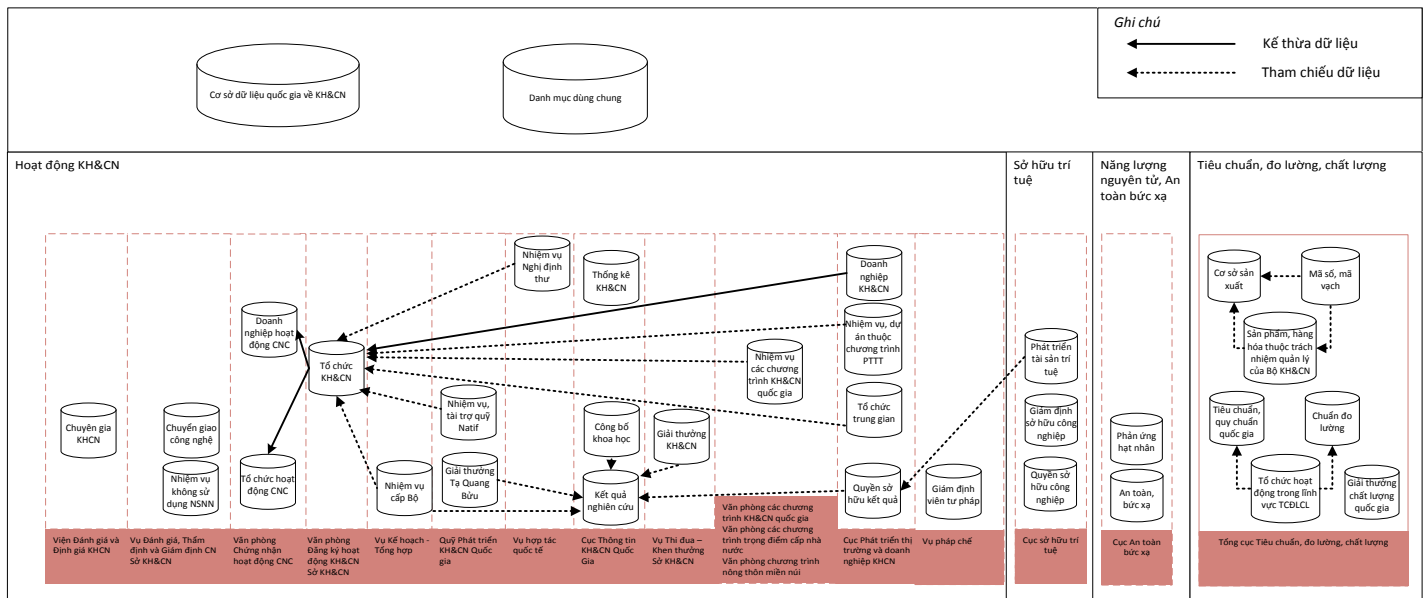 Cơ sở dữ liệu quốc gia về KH&CN
Danh mục dùng chung
Ghi chú
Kế thừa dữ liệu
Tham chiếu dữ liệu
Hoạt động KH&CN
Sở hữu trí
tuệ
Năng lượng
nguyên tử, An
toàn bức xạ
Tiêu chuẩn, đo lường, chất lượng
Nhiệm vụ
Nghị định
thư
Thống kê
KH&CN
Doanh
nghiệp
KH&CN
Cơ sở sản
xuất
Mã số, mã
vạch
Doanh
nghiệp hoạt
động CNC
Tổ chức
KH&CN
Nhiệm vụ
các chương
trình KH&CN
quốc gia
Nhiệm vụ, dự
án thuộc
chương trình
PTTT
Phát triển
tài sản trí
tuệ
Sản phẩm, hàng
hóa thuộc trách
nhiệm quản lý
của Bộ KH&CN
Chuyên gia
KHCN
Chuyển giao
công nghệ
Nhiệm vụ,
tài trợ quỹ
Natif
Công bố
khoa học
Giải thưởng
KH&CN
Tổ chức
trung gian
Giám định
sở hữu công
nghiệp
Phản ứng
hạt nhân
Tiêu chuẩn,
quy chuẩn
quốc gia
Chuẩn đo
lường
Nhiệm vụ
không sử
dụng NSNN
Tổ chức hoạt
động CNC
Nhiệm vụ
cấp Bộ
Giải thưởng
Tạ Quang
Bửu
Kết quả
nghiên cứu
Quyền sở
hữu kết quả
Giám định
viên tư pháp
Quyền sở
hữu công
nghiệp
An toàn,
bức xạ
Tổ chức hoạt
động trong lĩnh
vực TCĐLCL
Giải thưởng
chất lượng
quốc gia
Viện Đánh giá và
Định giá KHCN
Vụ Đánh giá, Thẩm
định và Giám định CN
Sở KH&CN
Văn phòng
Chứng nhận
hoạt động CNC
Văn phòng
Đăng ký hoạt
động KH&CN
Sở KH&CN
Vụ Kế hoạch -
Tổng hợp
Quỹ Phát triển
KH&CN Quốc
gia
Vụ hợp tác
quốc tế
Cục Thông tin
KH&CN Quốc
Gia
Vụ Thi đua –
Khen thưởng
Sở KH&CN
Văn phòng các chương
trình KH&CN quốc gia
Văn phòng các chương
trình trọng điểm cấp nhà
nước
Văn phòng chương trình
nông thôn miền núi
Cục Phát triển thị
trường và doanh
nghiệp KHCN
Vụ pháp chế
Cục sở hữu trí
tuệ
Cục An toàn
bức xạ
Tổng cục Tiêu chuẩn, đo lường, chất lượng